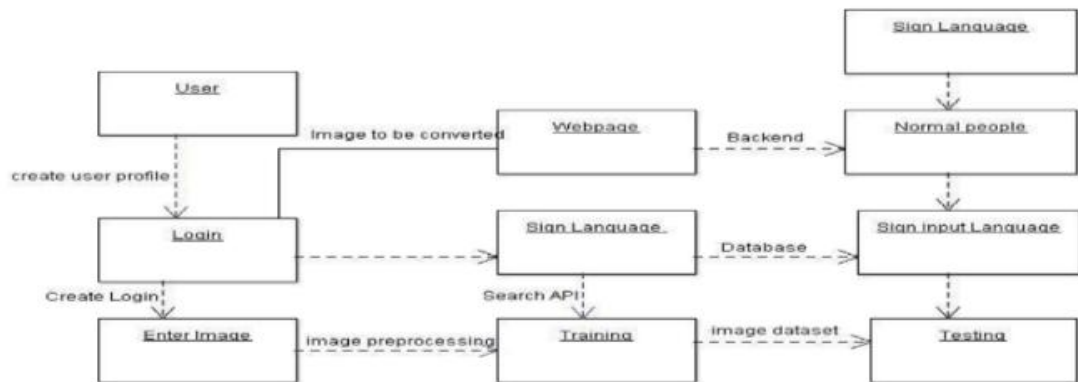 Sign Language
User
Image to be converted
Webpage
Backend
Normal people
create user profile
Login
Sign Language
Database
Sign input Language
Create Login
Search API
Enter Image
image preprocessing
Training
image dataset
Testing